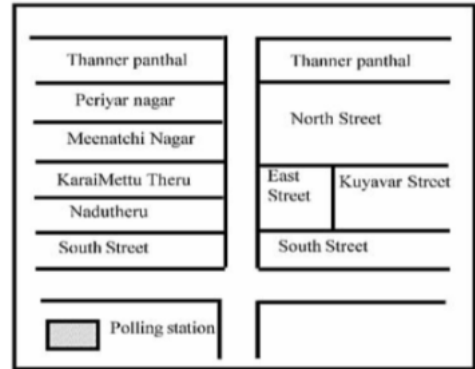 Thanner panthal
Periyar nagar
Meenatchi Nagar
KaraiMettu Theru
Nadutheru
South Street
Thanner panthal
North Street
East
Street
Kuyavar Street
South Street
Polling station